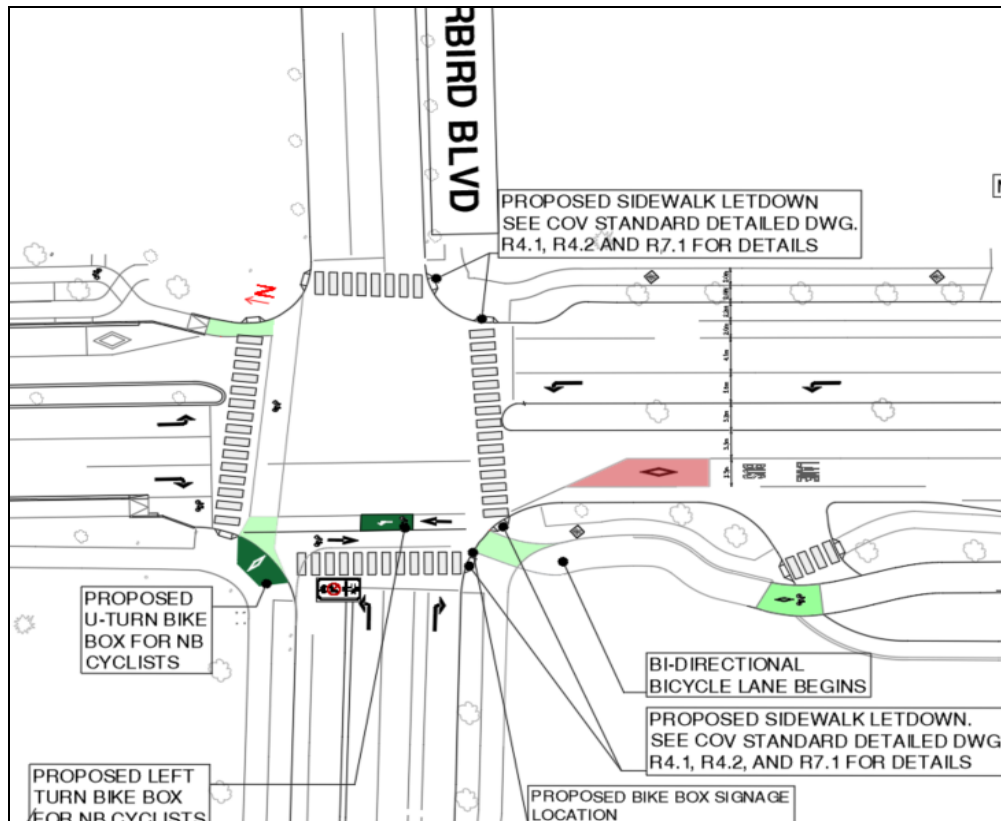 RBIRD BLVD
PROPOSED SIDEWALK LETDOWN
SEE COV STANDARD DETAILED DWG.
R4.1, R4.2 AND R7.1 FOR DETAILS
N
PROPOSED
U-TURN BIKE
BOX FOR NB
CYCLISTS
BI-DIRECTIONAL
BICYCLE LANE BEGINS
PROPOSED SIDEWALK LETDOWN.
SEE COV STANDARD DETAILED DWG
R4.1, R4.2, AND R7.1 FOR DETAILS
PROPOSED LEFT
TURN BIKE BOX
FOR NB CYCLISTS
PROPOSED BIKE BOX SIGNAGE
LOCATION